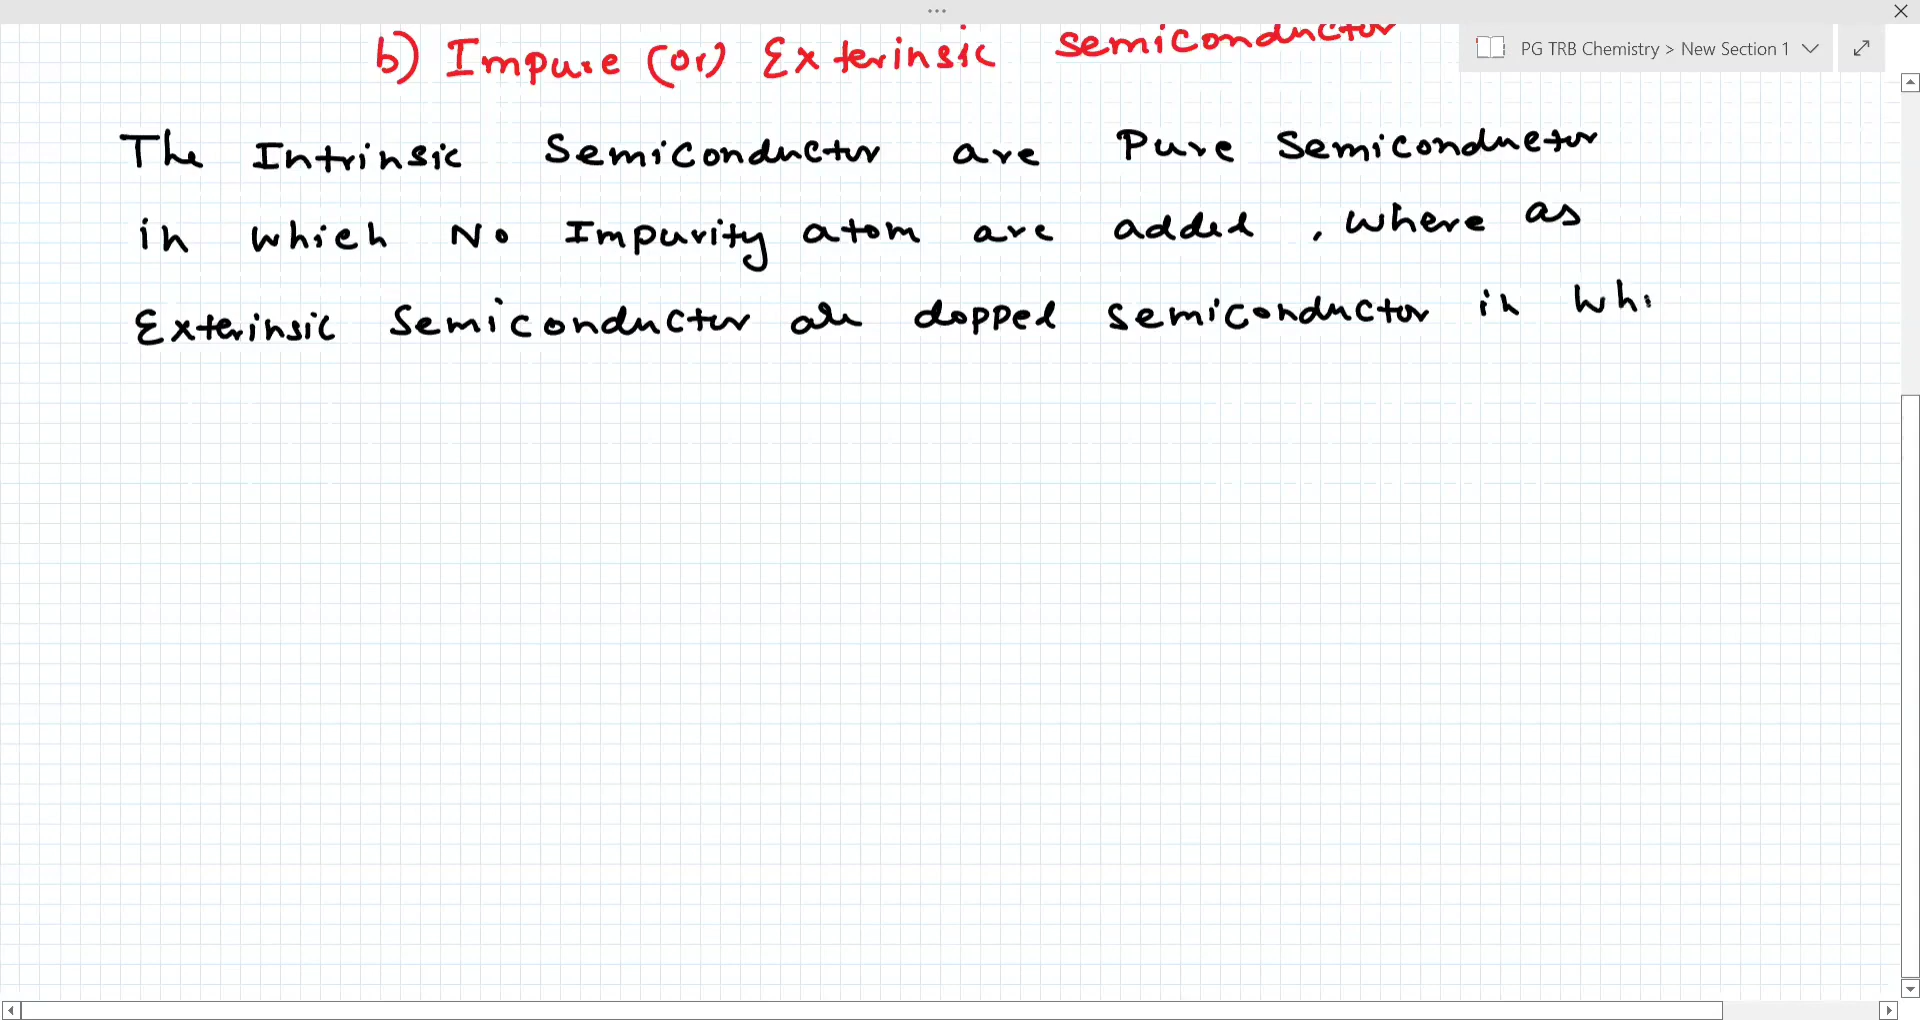 b) Impure (or) Exterinsic semiconductor
PG TRB Chemistry > New Section 1
The Intrinsic Semiconductor are Pure Semiconductor
in which No Impurity atom are added, where as
Exterinsic Semiconductor are dopped semiconductor in whi